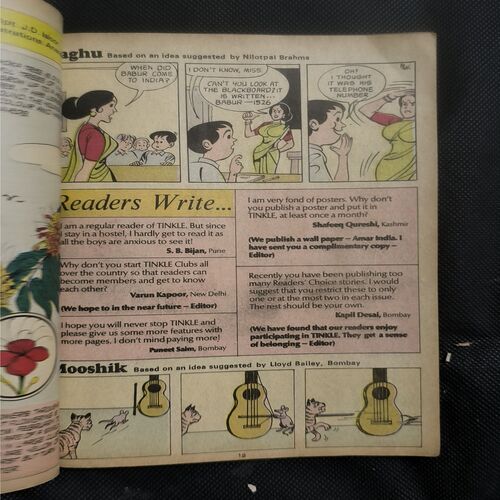 aghu Based on an idea suggested by Nilotpal Brahma
WHEN DID
BABUR COME
TO INDIA?
I DON'T KNOW, MISS.
CAN'T YOU LOOK
AT THE
BLACKBOARD? IT
IS WRITTEN...
BABUR —1526
OH!
I THOUGHT
IT WAS HIS
TELEPHONE
NUMBER
Readers Write...
I am a regular reader of TINKLE. But since
I stay in a hostel, I hardly get to read it as
all the boys are anxious to see it!
S. B. Bijan, Pune
Why don't you start TINKLE Clubs all
over the country so that readers can
become members and get to know
each other?
Varun Kapoor, New Delhi
(We hope to in the near future – Editor)
I hope you will never stop TINKLE and
please give us some more features with
more pages. I don't mind paying more!
Puneet Saim, Bombay
I am very fond of posters. Why don't
you publish a poster and put it in
TINKLE, at least once a month?
Shafeeq Qureshi, Kashmir
(We publish a wall paper – Amar India. I
have sent you a complimentary copy –
Editor)
Recently you have been publishing too
many Readers' Choice stories. I would
suggest that you restrict these to only
one or at the most two in each issue.
The rest should be your own.
Kapil Desai, Bombay
(We have found that our readers enjoy
participating in TINKLE. They get a sense
of belonging – Editor)
Mooshik Based on an idea suggested by Lloyd Bailey, Bombay
18